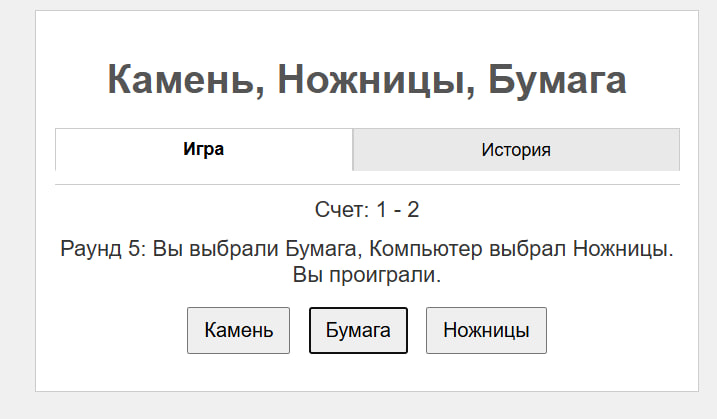 Камень, Ножницы, Бумага
Игра
История
Счет: 1 - 2
Раунд 5: Вы выбрали Бумага, Компьютер выбрал Ножницы.
Вы проиграли.
Камень
Бумага
Ножницы